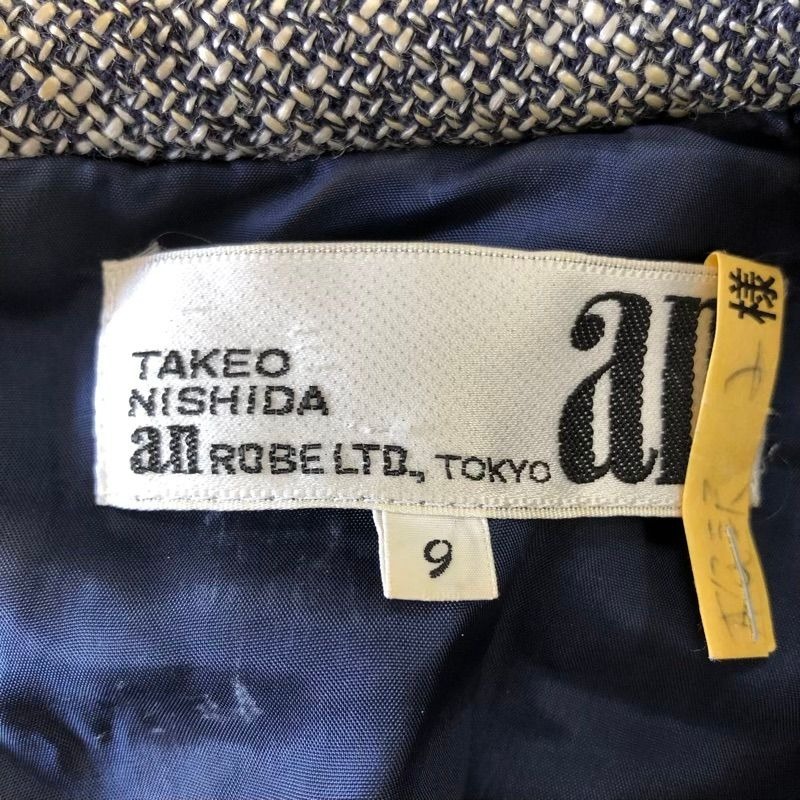 TAKEO
NISHIDA
an ROBE LTD., TOKYO
an
9
様